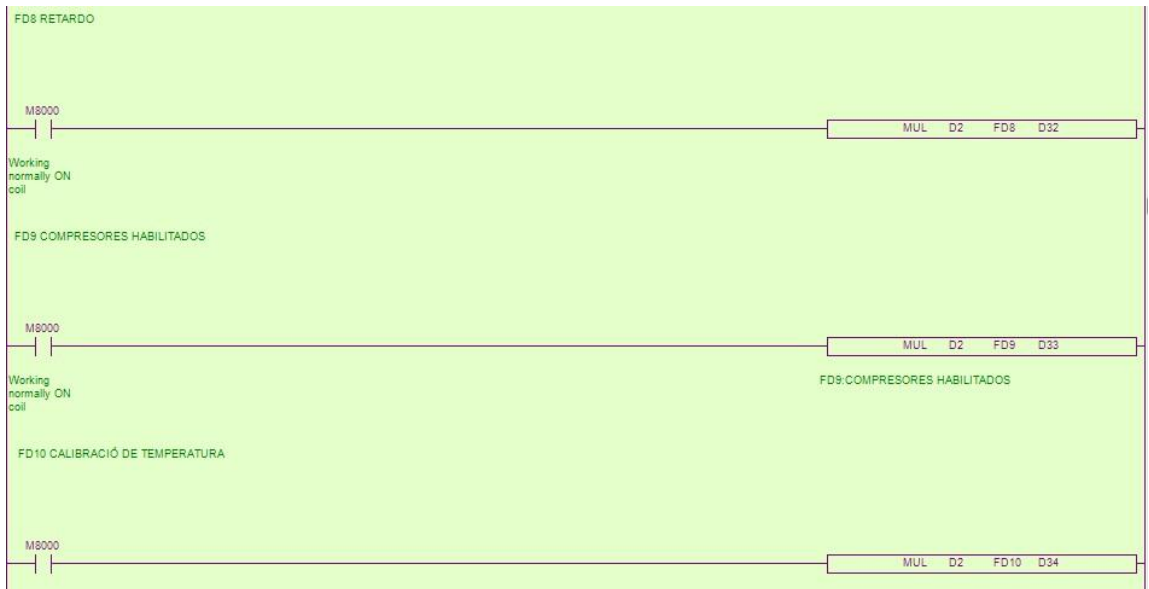 FD8 RETARDO
M8000
MUL D2 FD8 D32
Working
normally ON
coil
FD9 COMPRESORES HABILITADOS
M8000
MUL D2 FD9 D33
Working
normally ON
coil
FD9:COMPRESORES HABILITADOS
FD10 CALIBRACIÓ DE TEMPERATURA
M8000
MUL D2 FD10 D34